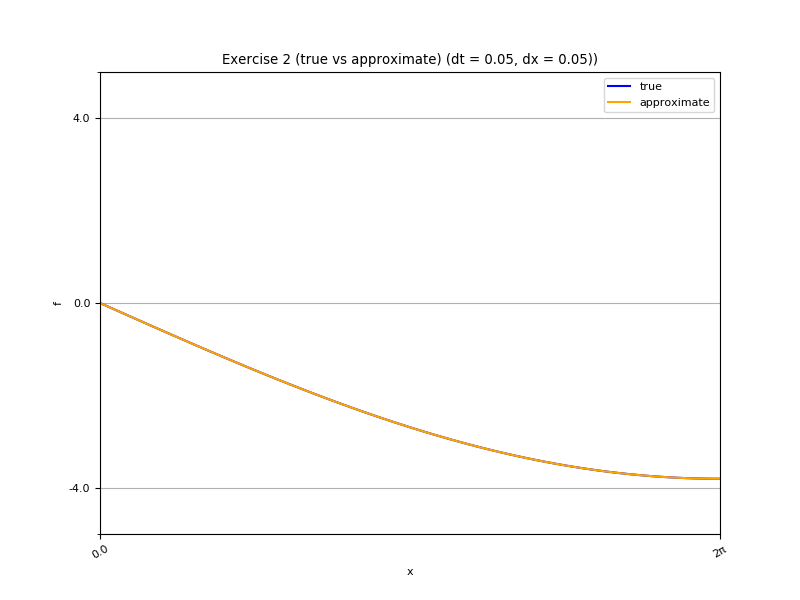 Exercise 2 (true vs approximate) (dt = 0.05, dx = 0.05))
true
approximate
4.0
0.0
-4.0
f
0.0
2π
x